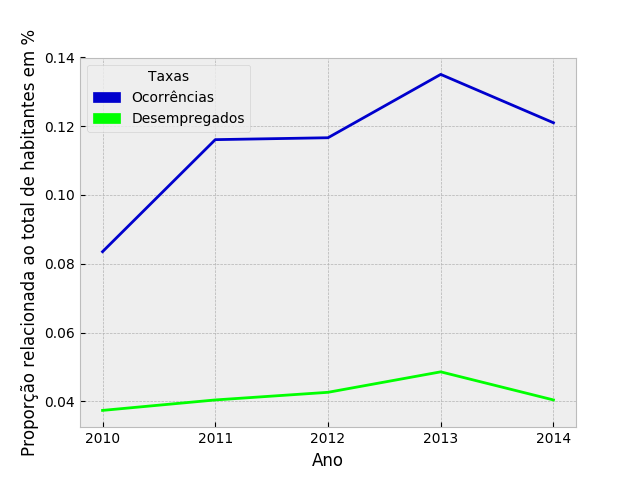 Proporção relacionada ao total de habitantes em %
0.14
0.12
0.10
0.08
0.06
0.04
Taxas
Ocorrências
Desempregados
2010 2011 2012 2013 2014
Ano